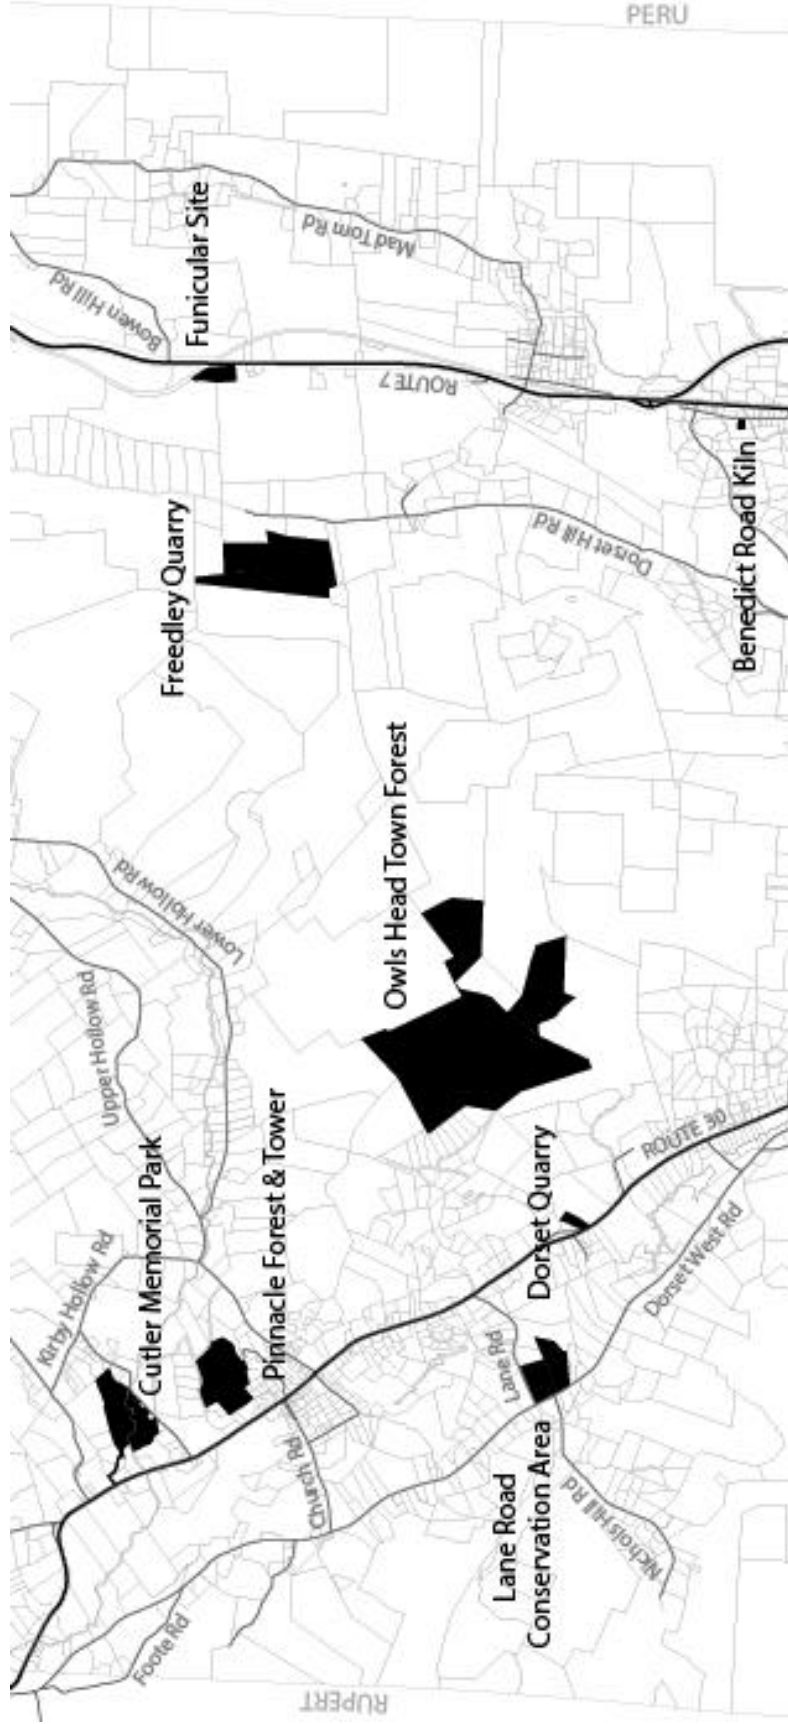 PERU
Mad Tom Rd
Funicular Site
Bowen Hill Rd
ROUTE 7
Freedley Quarry
Dorset Hill Rd
Benedict Road Kiln
Owls Head Town Forest
Lower Hollow Rd
Upper Hollow Rd
Cutler Memorial Park
Kirby Hollow Rd
Pinnacle Forest & Tower
Dorset Quarry
ROUTE 30
Dorset West Rd
Lane Rd
Church Rd
Lane Road
Conservation Area
Nichols Hill Rd
Foote Rd
RUPERT